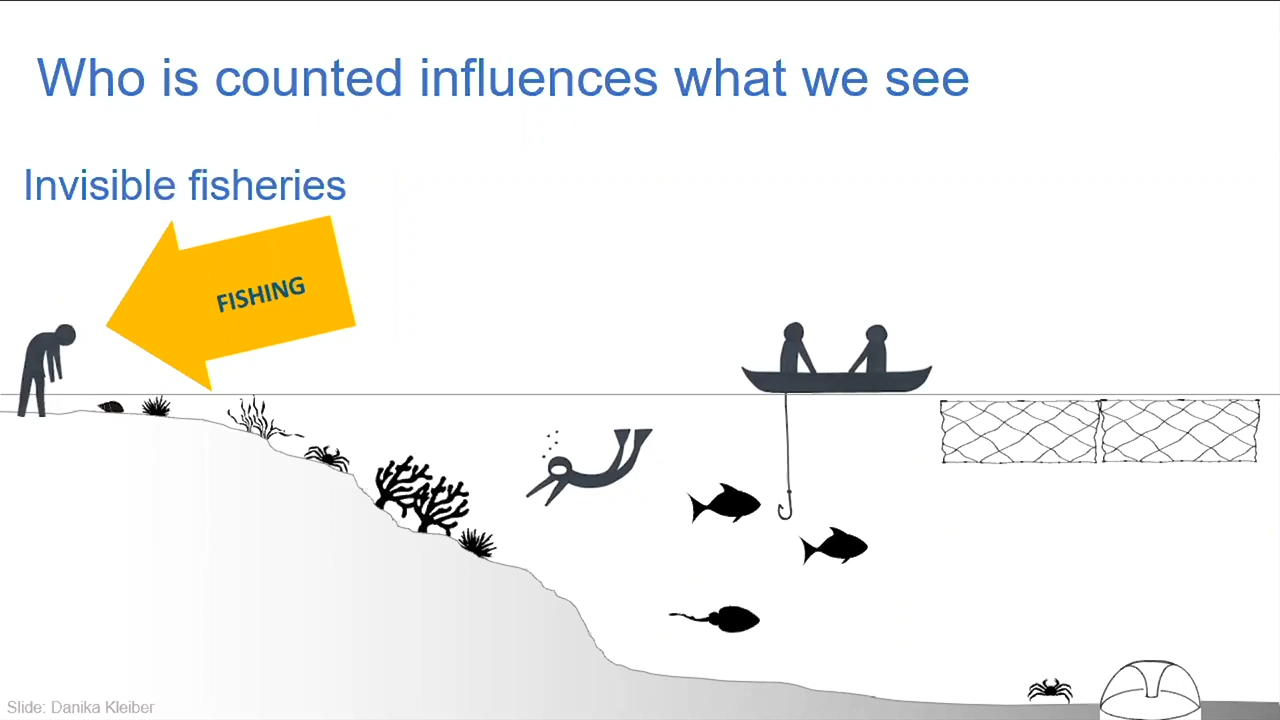 Who is counted influences what we see
Invisible fisheries
FISHING
Slide: Danika Kleiber